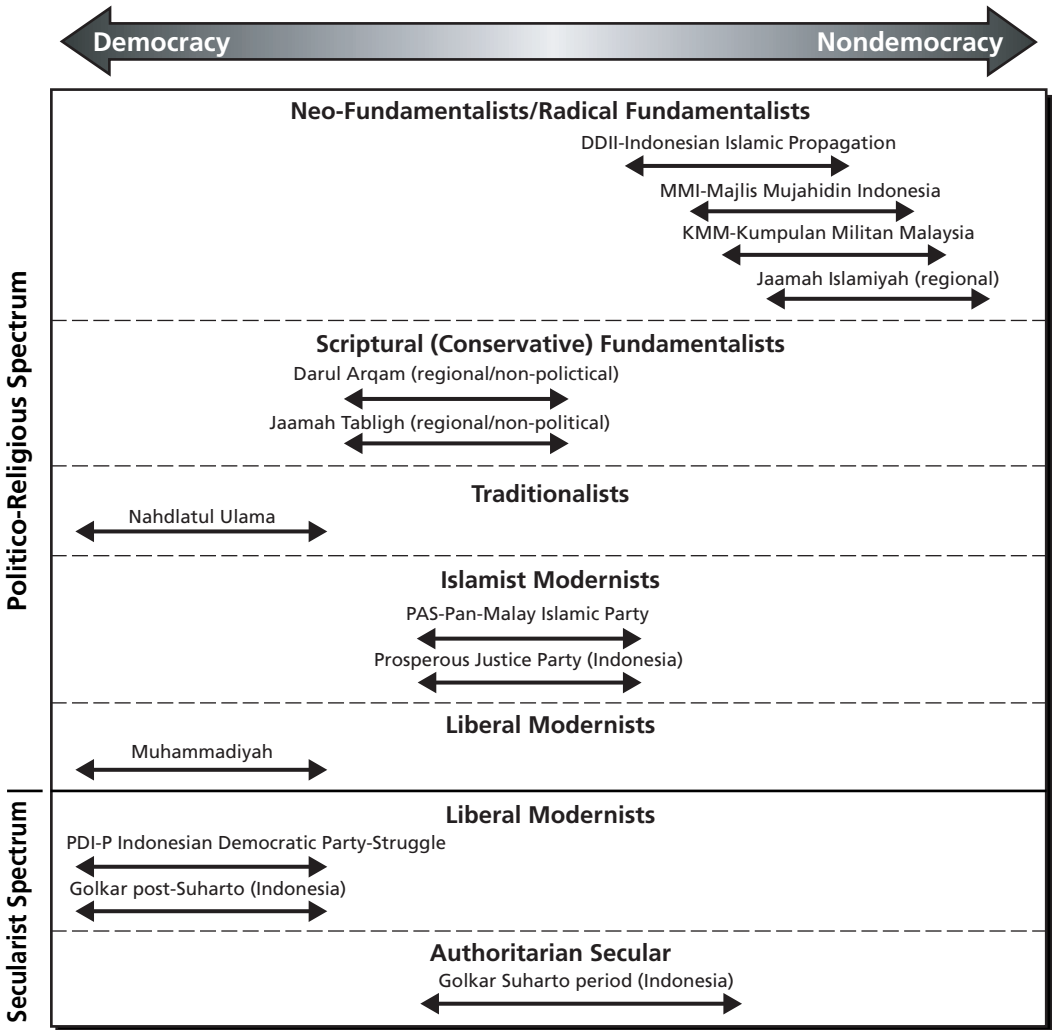 Democracy
Nondemocracy
Politico-Religious Spectrum
Neo-Fundamentalists/Radical Fundamentalists
DDII-Indonesian Islamic Propagation
MMI-Majlis Mujahidin Indonesia
KMM-Kumpulan Militan Malaysia
Jaamah Islamiyah (regional)
Scriptural (Conservative) Fundamentalists
Darul Arqam (regional/non-polictical)
Jaamah Tabligh (regional/non-political)
Traditionalists
Nahdlatul Ulama
Islamist Modernists
PAS-Pan-Malay Islamic Party
Prosperous Justice Party (Indonesia)
Liberal Modernists
Muhammadiyah
Secularist Spectrum
Liberal Modernists
PDI-P Indonesian Democratic Party-Struggle
Golkar post-Suharto (Indonesia)
Authoritarian Secular
Golkar Suharto period (Indonesia)